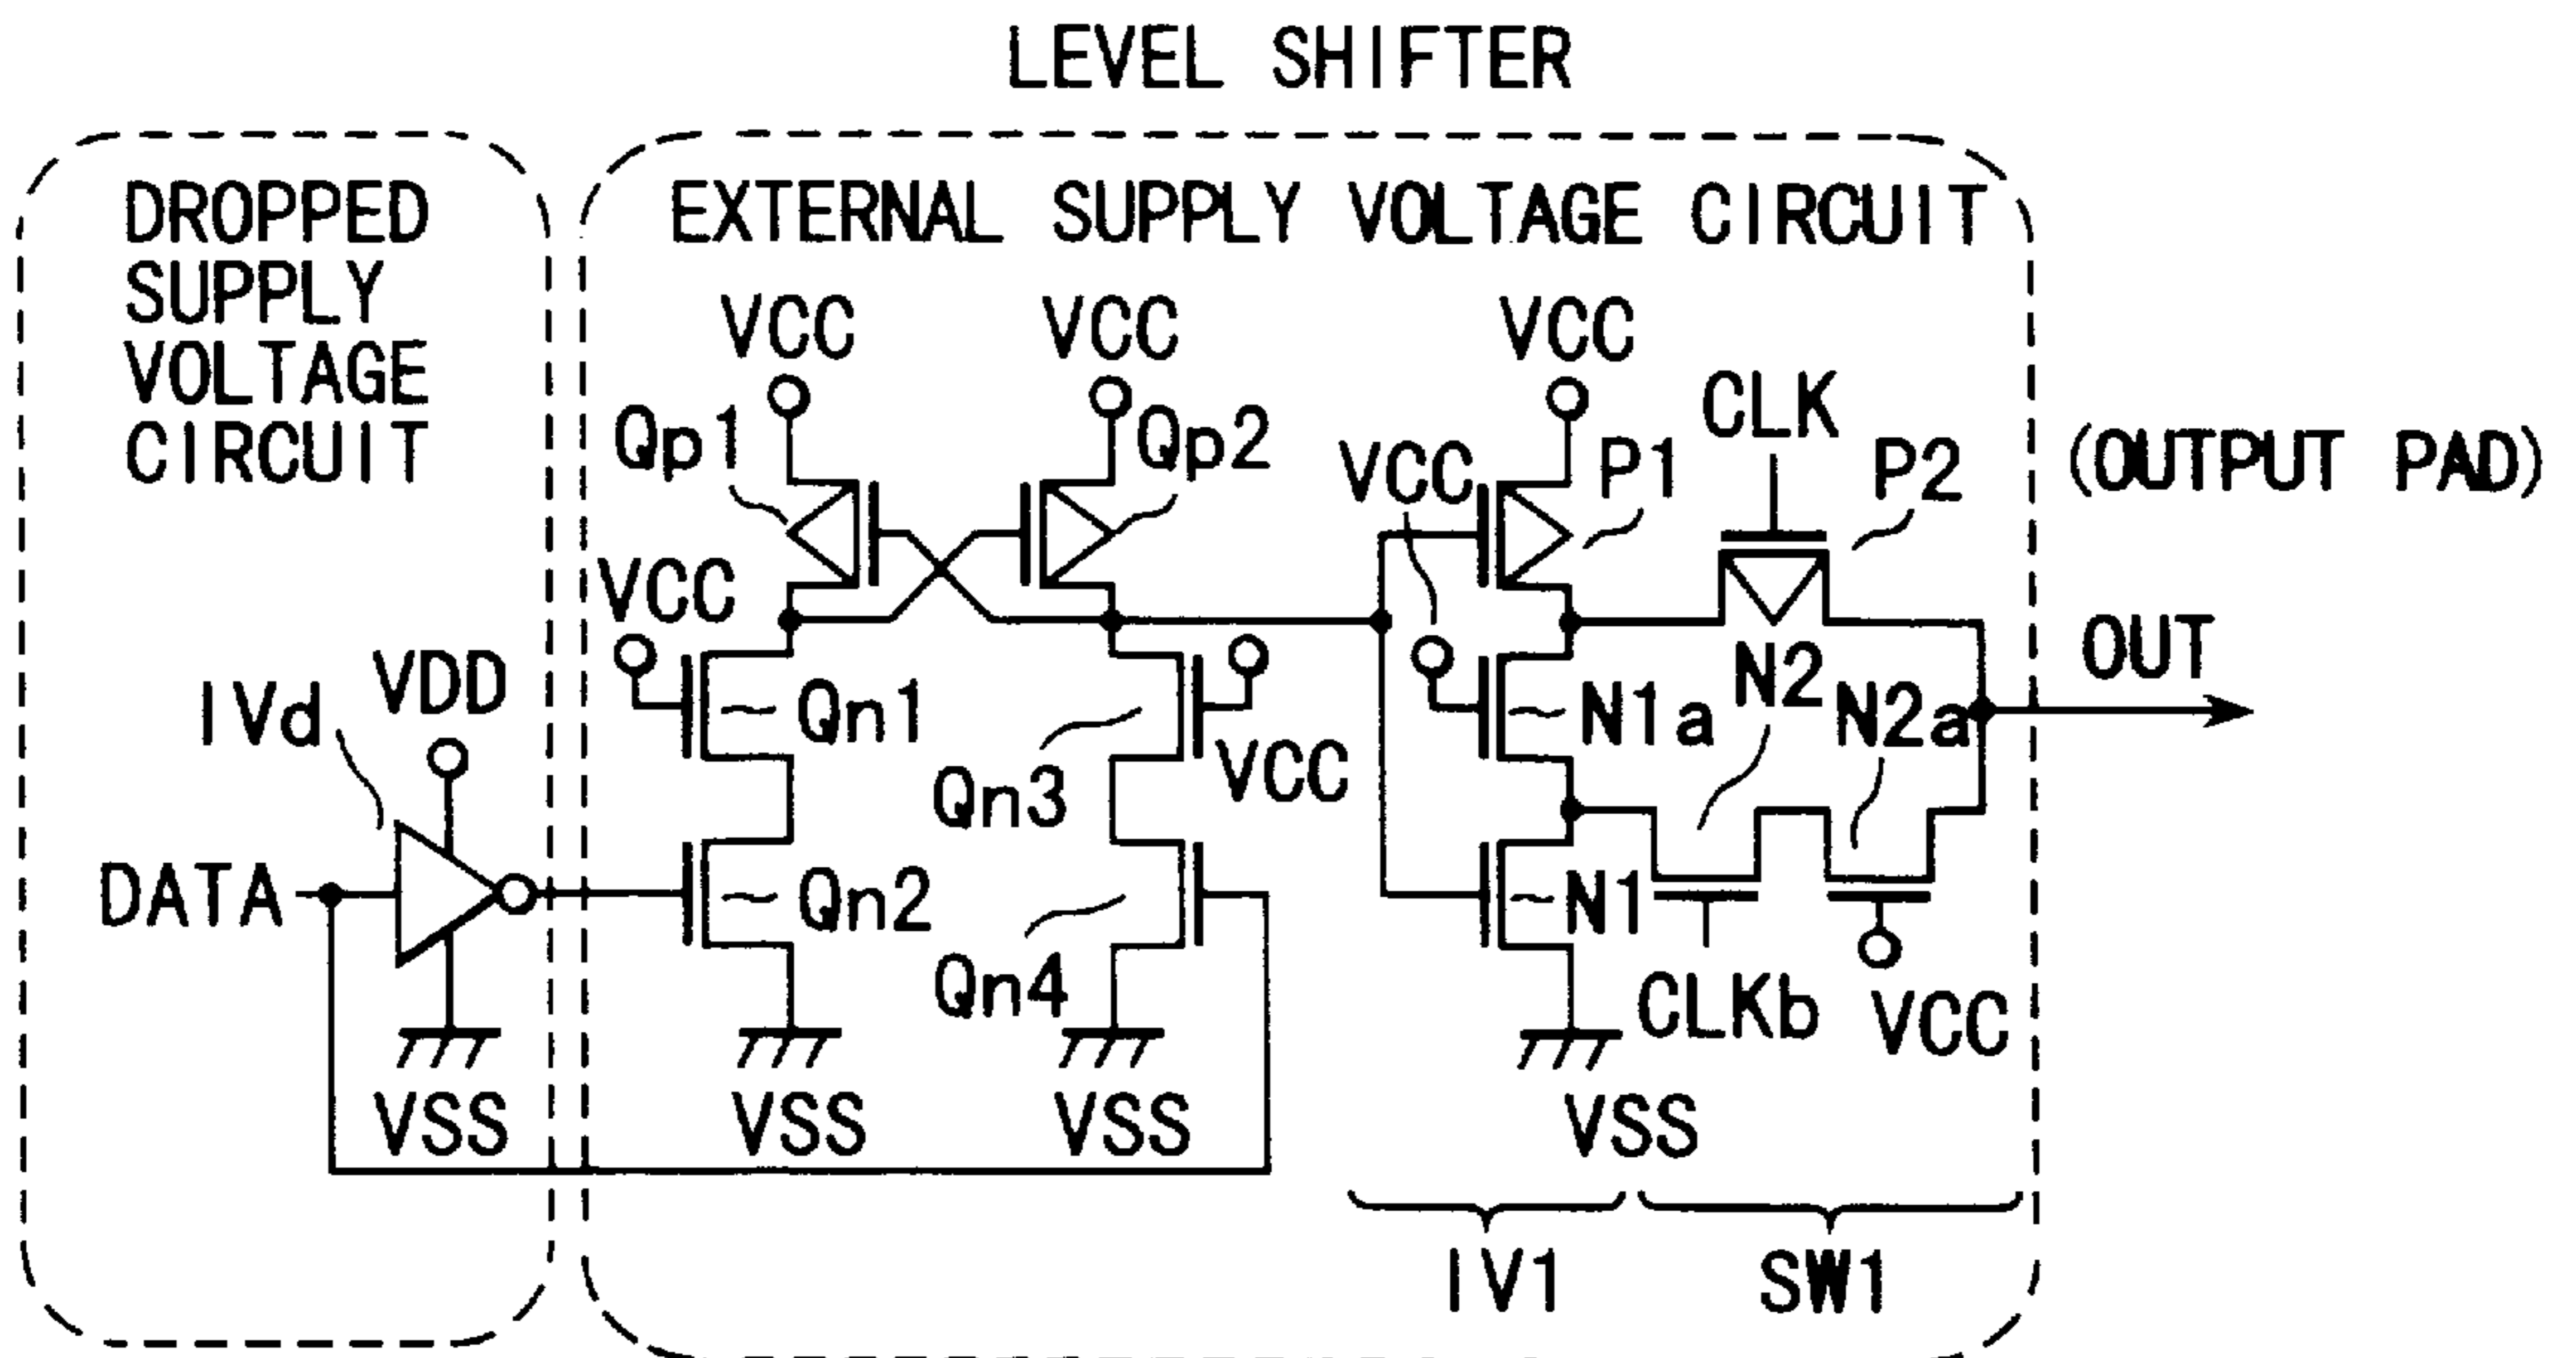 LEVEL SHIFTER
DROPPED
SUPPLY
VOLTAGE
CIRCUIT
EXTERNAL SUPPLY VOLTAGE CIRCUIT
VCC
VCC
VCC
Qp1
Qp2
VCC
P1
CLK
P2
(OUTPUT PAD)
VCC
IVd
VDD
Qn1
Qn3
VCC
N1a
N2
N2a
OUT
DATA
Qn2
Qn4
N1
CLKb
VCC
VSS
VSS
VSS
VSS
IV1
SW1